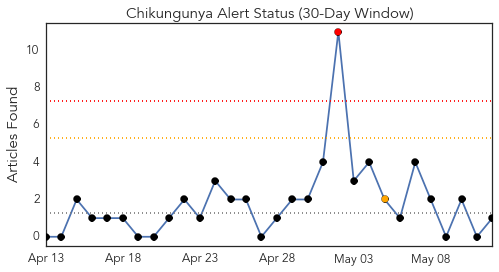 Chikungunya Alert Status (30-Day Window)
Articles Found
10
8
6
4
2
0
Apr 13 Apr 18 Apr 23 Apr 28 May 03 May 08